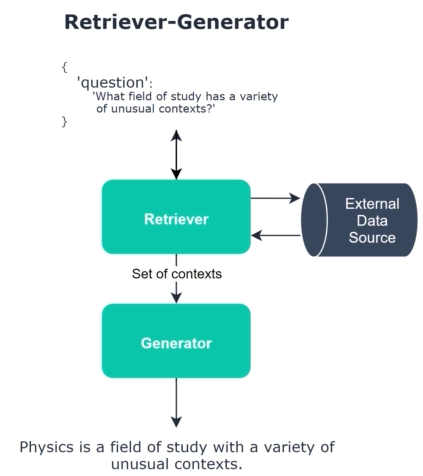 Retriever-Generator
{
'question':
'What field of study has a variety
of unusual contexts?'
}
Retriever
External
Data
Source
Set of contexts
Generator
Physics is a field of study with a variety of
unusual contexts.